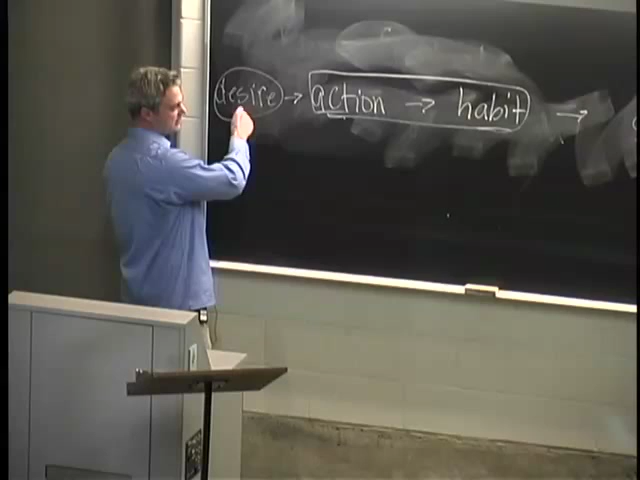 desire → action → habit →